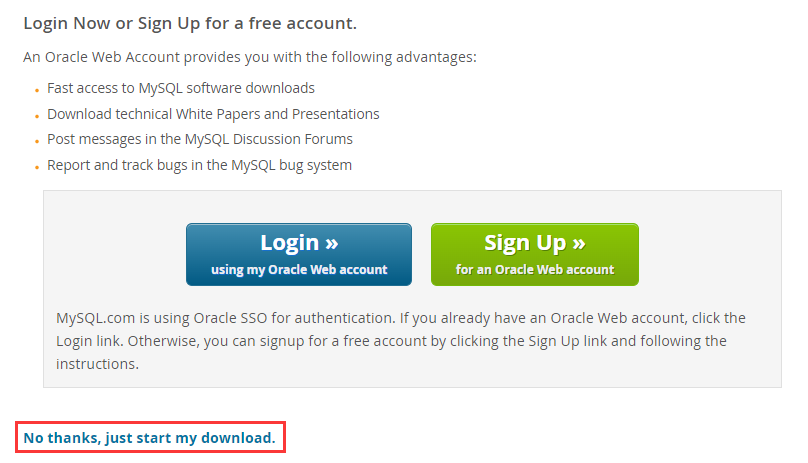 Login Now or Sign Up for a free account.
An Oracle Web Account provides you with the following advantages:
Fast access to MySQL software downloads
Download technical White Papers and Presentations
Post messages in the MySQL Discussion Forums
Report and track bugs in the MySQL bug system
Login »
using my Oracle Web account
Sign Up »
for an Oracle Web account
MySQL.com is using Oracle SSO for authentication. If you already have an Oracle Web account, click the
Login link. Otherwise, you can signup for a free account by clicking the Sign Up link and following the
instructions.
No thanks, just start my download.